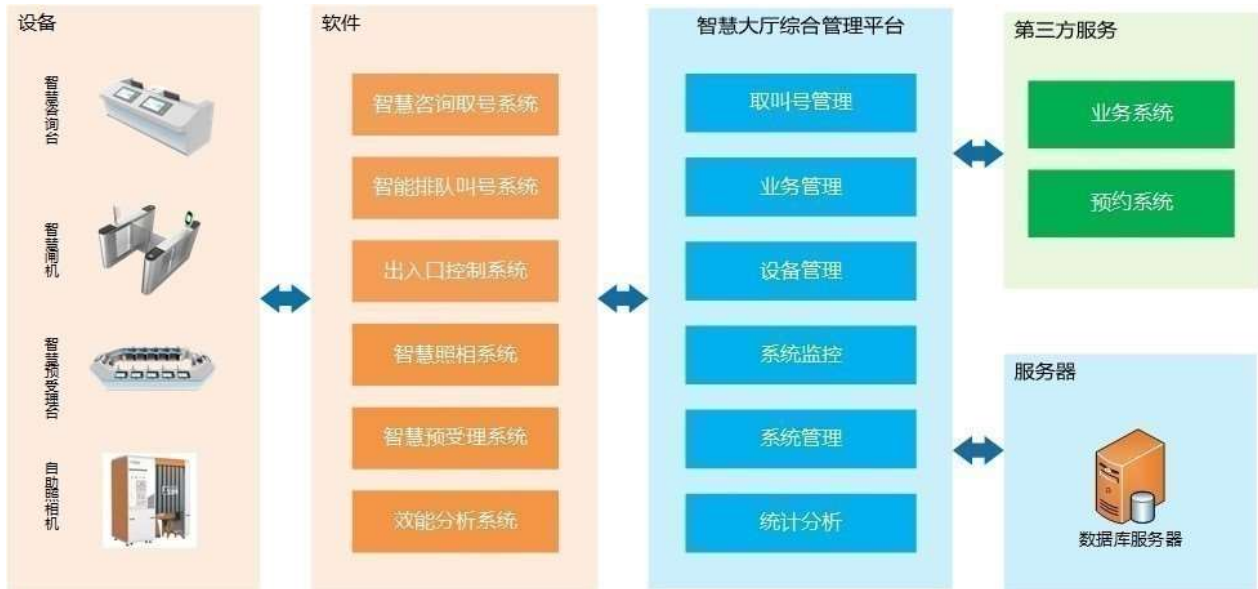 设备
智慧咨询台
智慧闸机
智慧预受理台
自助照相机
软件
智慧咨询取号系统
智能排队叫号系统
出入口控制系统
智慧照相系统
智慧预受理系统
效能分析系统
智慧大厅综合管理平台
取叫号管理
业务管理
设备管理
系统监控
系统管理
统计分析
第三方服务
业务系统
预约系统
服务器
数据库服务器